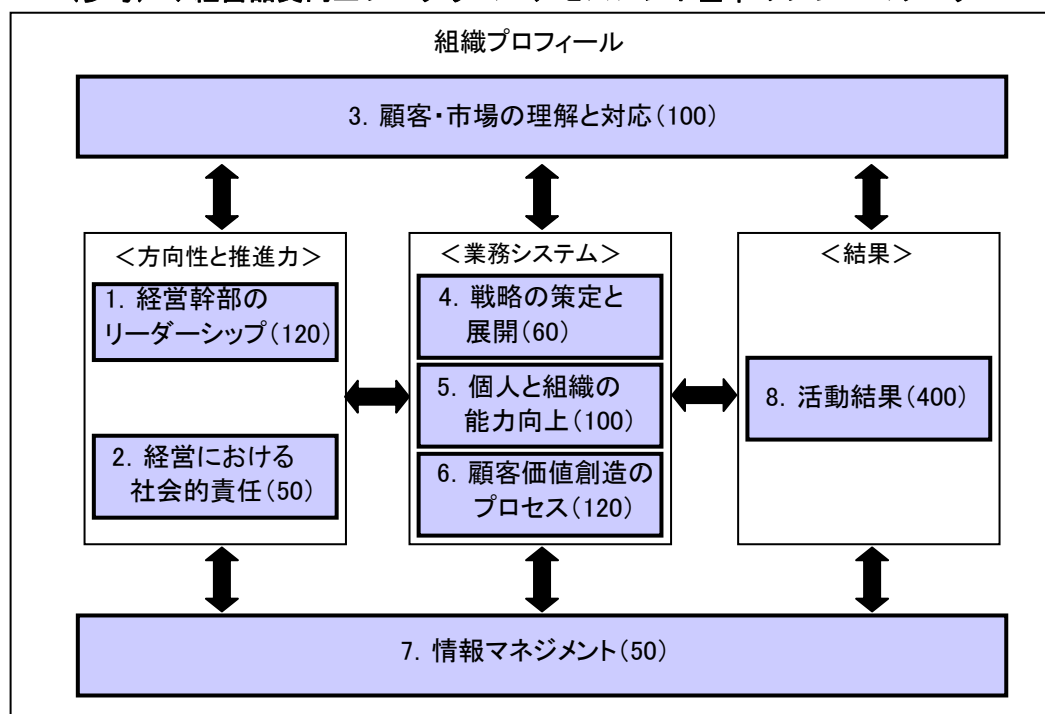 組織プロフィール
3. 顧客・市場の理解と対応(100)
<方向性と推進力>
1. 経営幹部の
リーダーシップ(120)
2. 経営における
社会的責任(50)
<業務システム>
4. 戦略の策定と
展開(60)
5. 個人と組織の
能力向上(100)
6. 顧客価値創造の
プロセス(120)
<結果>
8. 活動結果(400)
7. 情報マネジメント(50)